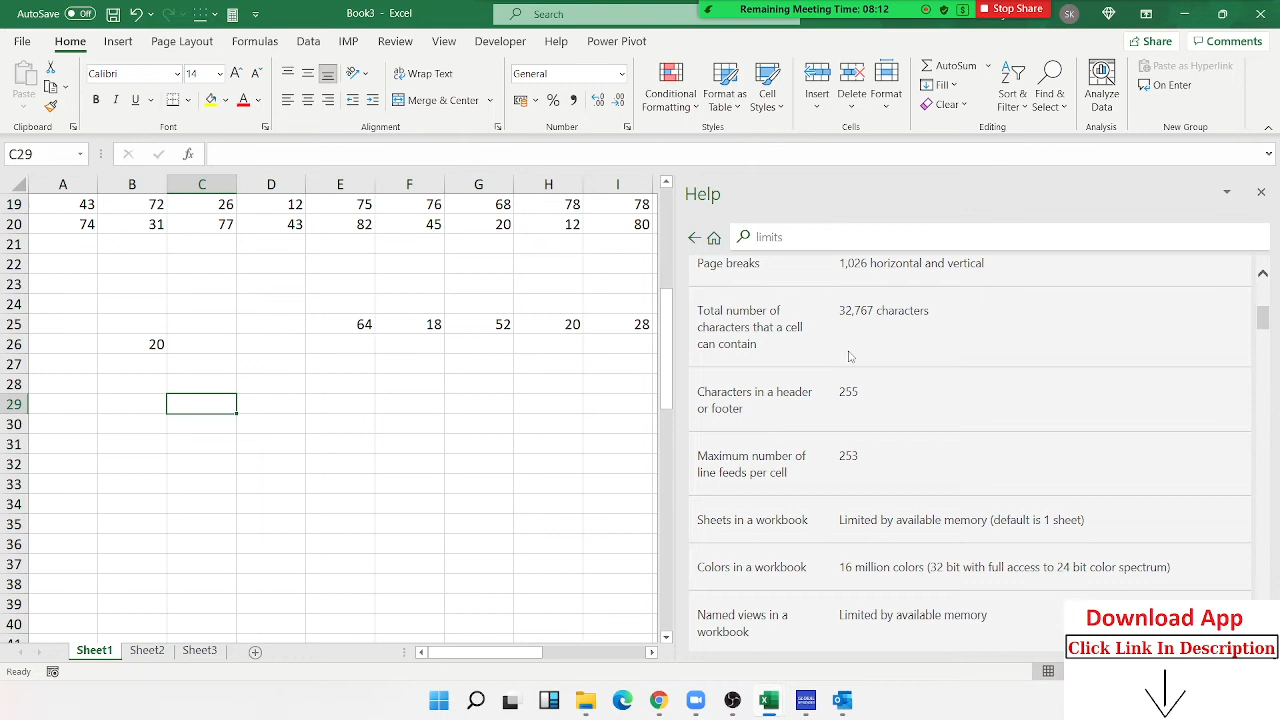 AutoSave Off
Book1 - Excel
Search
Remaining Meeting Time: 08:12
Stop Share
SK
File Home Insert Page Layout Formulas Data IMP Review View Developer Help Power Pivot
Share Comments
Paste
Calibri 14
B I U
Wrap Text
Merge & Center
General
Conditional Formatting
Format as Table
Cell Styles
Insert Delete Format
AutoSum
Fill
Clear
Sort & Filter
Find & Select
Analyze Data
Paste as Hyperlink
On Enter
Clipboard Font Alignment Number Styles Cells Editing Analysis New Group
C29 fx
A B C D E F G H I
19 43 72 26 12 75 76 68 78 78
20 74 31 77 43 82 45 20 12 80
21
22
23
24
25 64 18 52 20 28
26 20
27
28
29
30
31
32
33
34
35
36
37
38
39
40
41
Help
limits
Page breaks 1,026 horizontal and vertical
Total number of 32,767 characters
characters that a cell
can contain
Characters in a header 255
or footer
Maximum number of 253
line feeds per cell
Sheets in a workbook Limited by available memory (default is 1 sheet)
Colors in a workbook 16 million colors (32 bit with full access to 24 bit color spectrum)
Named views in a Limited by available memory
workbook
Sheet1 Sheet2 Sheet3
Ready
Download App
Click Link In Description